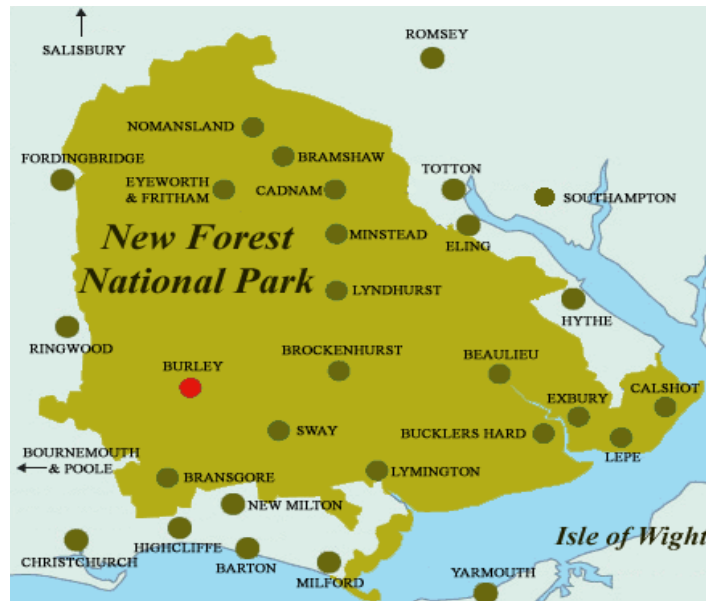 SALISBURY
ROMSEY
NOMANSLAND
BRAMSHAW
FORDINGBRIDGE
EYEWORTH
& FRITHAM
CADNAM
TOTTON
SOUTHAMPTON
New Forest
National Park
MINSTEAD
ELING
LYNDHURST
HYTHE
RINGWOOD
BURLEY
BROCKENHURST
BEAULIEU
EXBURY
CALSHOT
SWAY
BUCKLERS HARD
LEPE
BOURNEMOUTH
& POOLE
BRANSGORE
LYMINGTON
NEW MILTON
HIGHCLIFFE
Isle of Wight
CHRISTCHURCH
BARTON
MILFORD
YARMOUTH